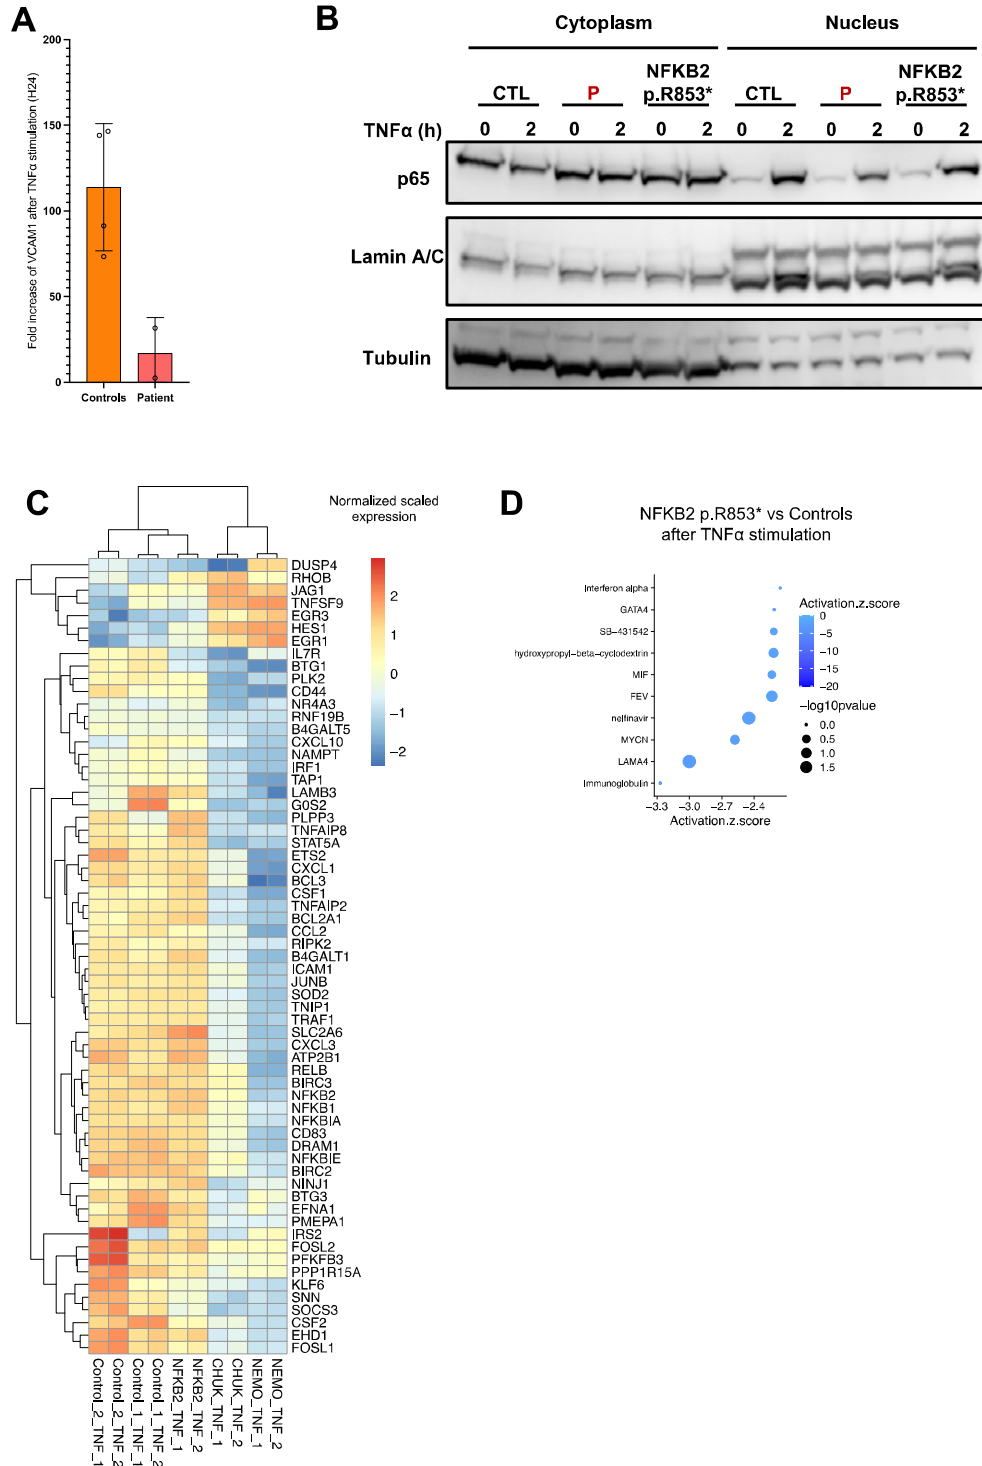 A
200
150
100
50
0
Fold increase of VCAM1 after TNFα stimulation (H24)
Controls Patient
B
Cytoplasm Nucleus
CTL P NFKB2 p.R853* CTL P NFKB2 p.R853*
TNFα (h) 0 2 0 2 0 2 0 2 0 2 0 2
p65
Lamin A/C
Tubulin
C
Normalized scaled
expression
2
1
0
−1
−2
DUSP4
RHOB
JAG1
TNFSF9
EGR3
HES1
EGR1
IL7R
BTG1
PLK2
CD44
NR4A3
RNF19B
B4GALT5
CXCL10
NAMPT
IRF1
TAP1
LAMB3
G0S2
PLPP3
TNFAIP8
STAT5A
ETS2
CXCL1
BCL3
CSF1
TNFAIP2
BCL2A1
CCL2
RIPK2
B4GALT1
ICAM1
JUNB
SOD2
TNIP1
TRAF1
SLC2A6
CXCL3
ATP2B1
RELB
BIRC3
NFKB2
NFKB1
NFKBIA
CD83
DRAM1
NFKBIE
BIRC2
NINJ1
BTG3
EFNA1
PMEPA1
IRS2
FOSL2
PFKFB3
PPP1R15A
KLF6
SNN
SOCS3
CSF2
EHD1
FOSL1
Control_2_TNF_1
Control_2_TNF_2
Control_1_TNF_1
Control_1_TNF_2
NFKB2_TNF_1
NFKB2_TNF_2
CHUK_TNF_1
CHUK_TNF_2
NEMO_TNF_1
NEMO_TNF_2
D
NFKB2 p.R853* vs Controls
after TNFα stimulation
Interferon alpha
GATA4
SB−431542
hydroxypropyl−beta−cyclodextrin
MIF
FEV
nelfinavir
MYCN
LAMA4
Immunoglobulin
−3.3 −3.0 −2.7 −2.4
Activation.z.score
Activation.z.score
0
−5
−10
−15
−20
−log10pvalue
0.0
0.5
1.0
1.5